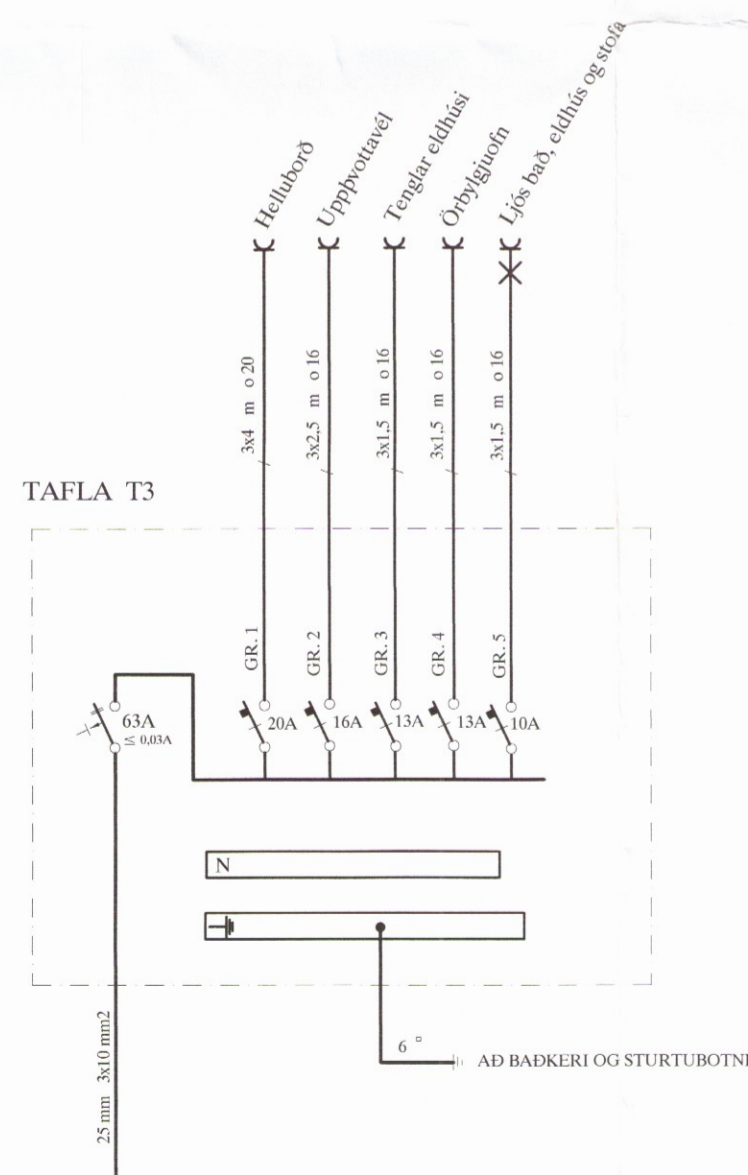 Helluborð
Uppþvottavél
Tenglar eldhúsi
Örbylgjuofn
Ljós bað, eldhús og stofa
3x4 m o 20
3x2,5 m o 16
3x1,5 m o 16
3x1,5 m o 16
3x1,5 m o 16
TAFLA T3
GR. 1
GR. 2
GR. 3
GR. 4
GR. 5
63A
≤ 0,03A
20A
16A
13A
13A
10A
N
6 □
AÐ BAÐKERI OG STURTUBOTNI
25 mm 3x10 mm2